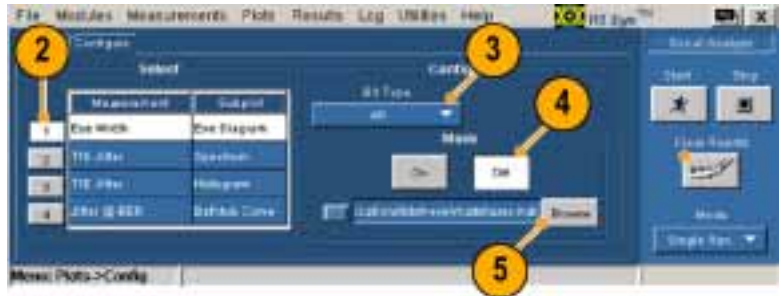 File Modules Measurements Plots Results Log Utilities Help
Configure
2
3
4
5
Select
Measurement Subplot
1 Eye Width Eye Diagram
2 TIE Jitter Spectrum
3 TIE Jitter Histogram
4 Jitter @ BER Bathtub Curve
Config
Bit Type
All
Mask
On Off
Browse
Start Stop
Clear Results
Mode
Single Run
Menu: Plots->Config